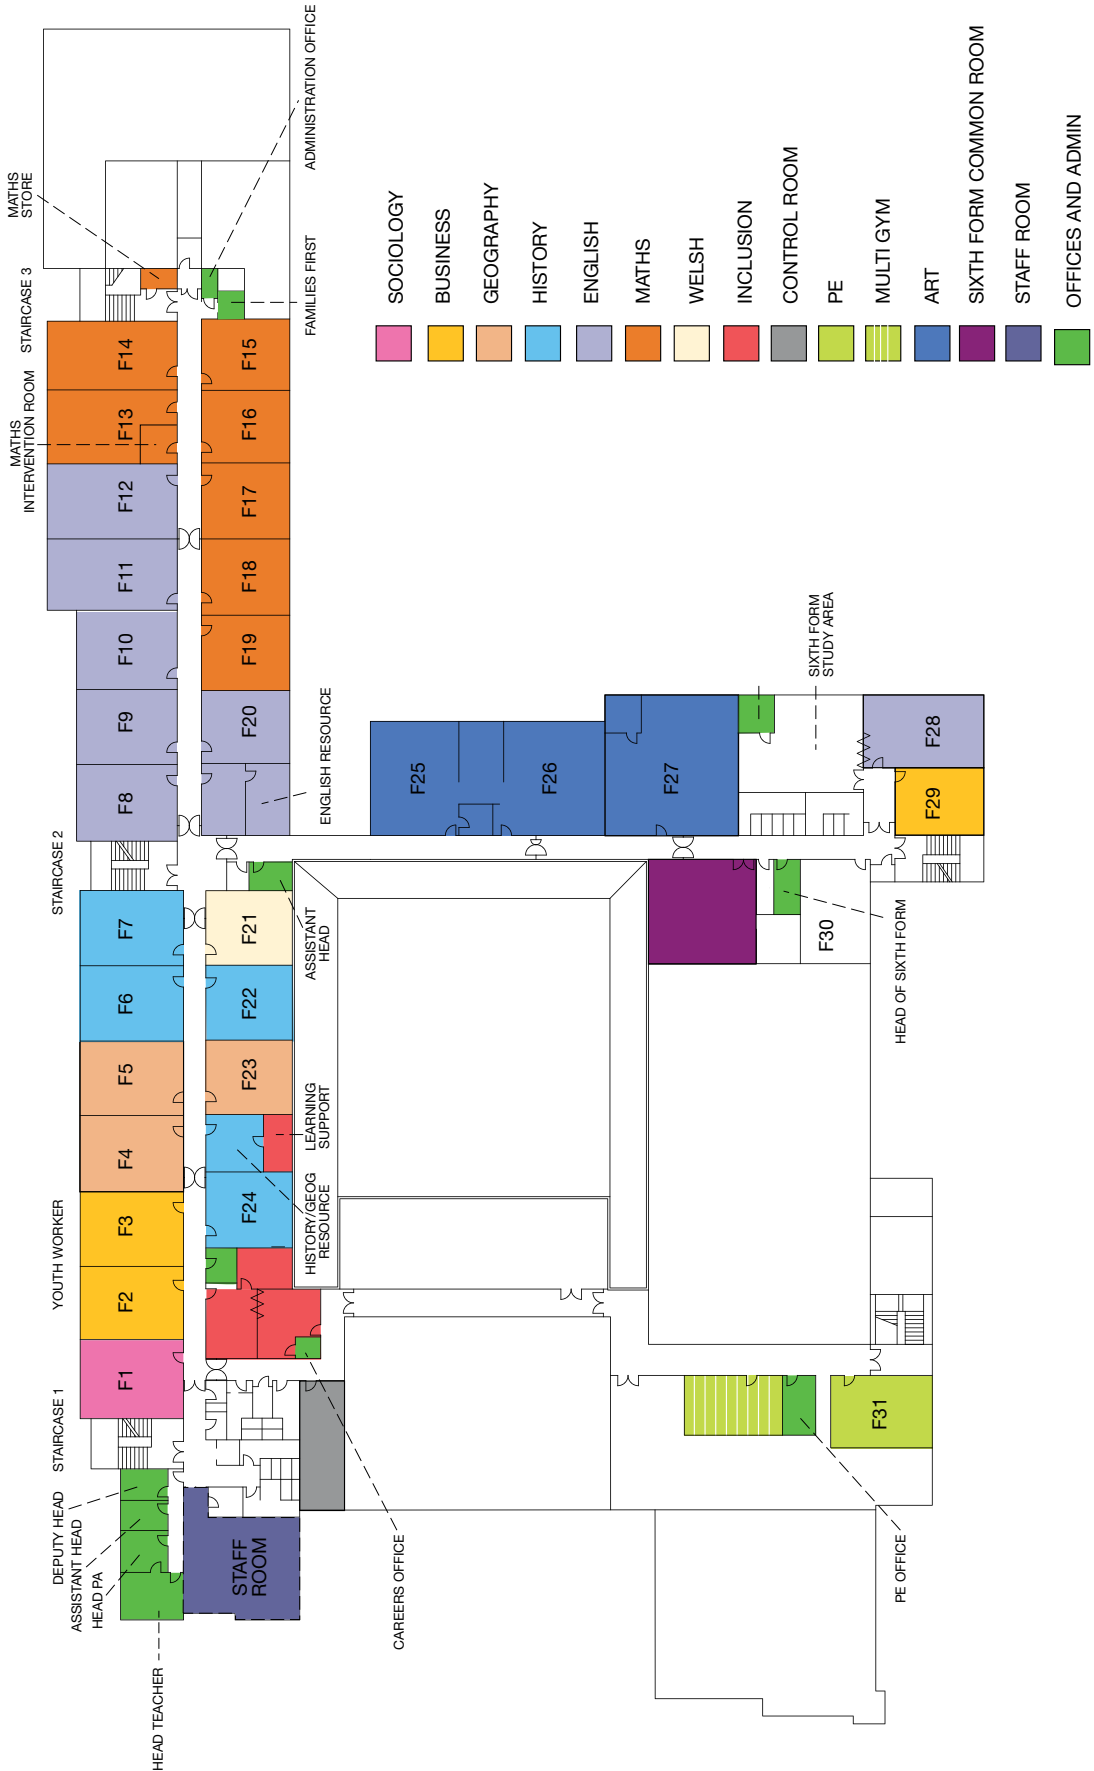 HEAD TEACHER
DEPUTY HEAD
ASSISTANT HEAD
HEAD PA
STAIRCASE 1
YOUTH WORKER
STAIRCASE 2
MATHS
INTERVENTION ROOM
STAIRCASE 3
MATHS
STORE
F1
F2
F3
F4
F5
F6
F7
F8
F9
F10
F11
F12
F13
F14
STAFF
ROOM
F24
F23
F22
F21
F20
F19
F18
F17
F16
F15
HISTORY/GEOG
RESOURCE
LEARNING
SUPPORT
ASSISTANT
HEAD
ENGLISH RESOURCE
FAMILIES FIRST
ADMINISTRATION OFFICE
CAREERS OFFICE
F25
F26
F27
SIXTH FORM
STUDY AREA
F28
F29
F30
HEAD OF SIXTH FORM
F31
PE OFFICE
SOCIOLOGY
BUSINESS
GEOGRAPHY
HISTORY
ENGLISH
MATHS
WELSH
INCLUSION
CONTROL ROOM
PE
MULTI GYM
ART
SIXTH FORM COMMON ROOM
STAFF ROOM
OFFICES AND ADMIN